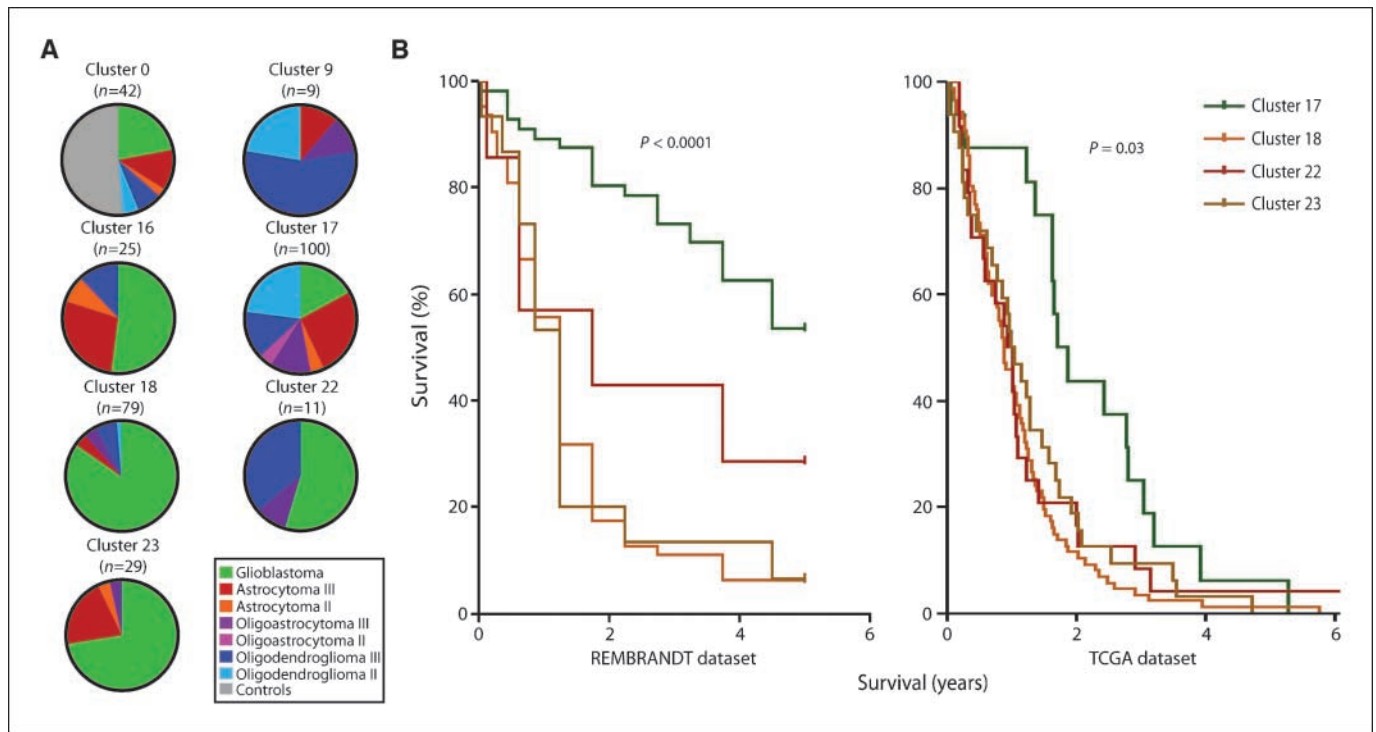 A
Cluster 0
(n=42)
Cluster 9
(n=9)
Cluster 16
(n=25)
Cluster 17
(n=100)
Cluster 18
(n=79)
Cluster 22
(n=11)
Cluster 23
(n=29)
Glioblastoma
Astrocytoma III
Astrocytoma II
Oligoastrocytoma III
Oligoastrocytoma II
Oligodendroglioma III
Oligodendroglioma II
Controls
B
Survival (%)
100
80
60
40
20
0
0
2
4
6
P < 0.0001
REMBRANDT dataset
100
80
60
40
20
0
0
2
4
6
P = 0.03
Cluster 17
Cluster 18
Cluster 22
Cluster 23
TCGA dataset
Survival (years)